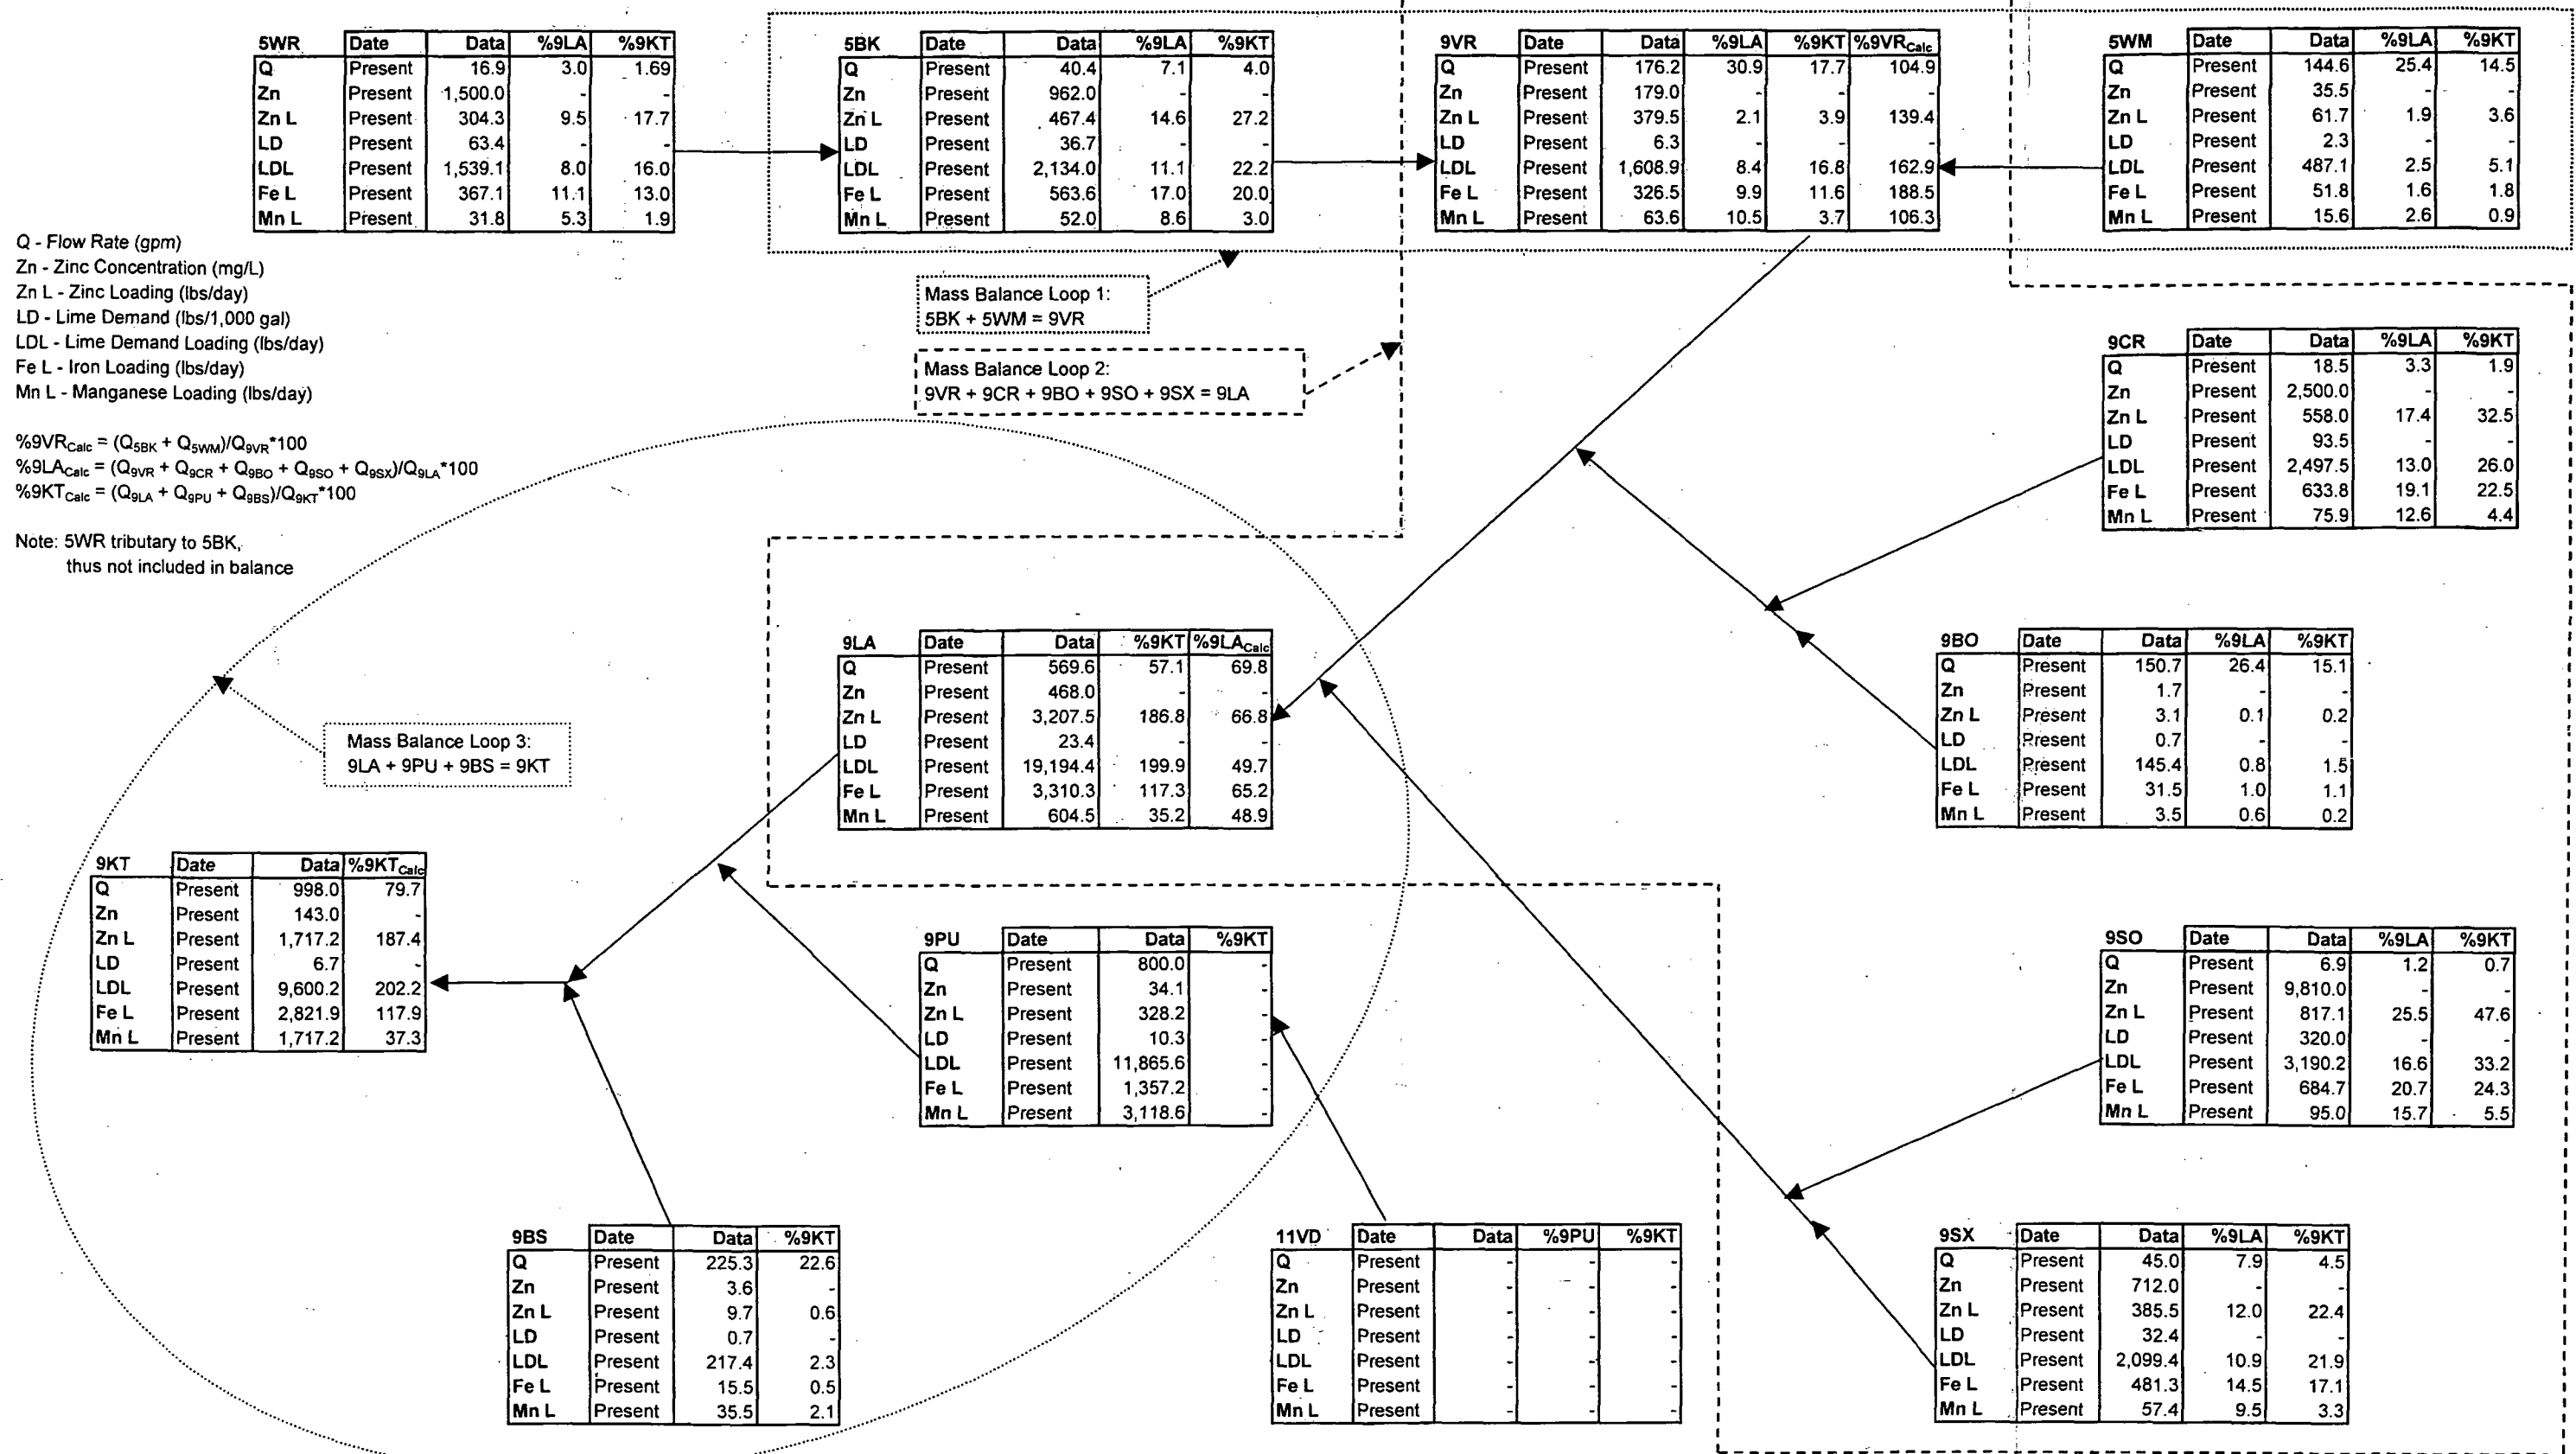 5WR Date Data %9LA %9KT
Q Present 16.9 3.0 1.69
Zn Present 1,500.0 - -
Zn L Present 304.3 9.5 17.7
LD Present 63.4 - -
LDL Present 1,539.1 8.0 16.0
Fe L Present 367.1 11.1 13.0
Mn L Present 31.8 5.3 1.9
5BK Date Data %9LA %9KT
Q Present 40.4 7.1 4.0
Zn Present 962.0 - -
Zn L Present 467.4 14.6 27.2
LD Present 36.7 - -
LDL Present 2,134.0 11.1 22.2
Fe L Present 563.6 17.0 20.0
Mn L Present 52.0 8.6 3.0
9VR Date Data %9LA %9KT %9VRCalc
Q Present 176.2 30.9 17.7 104.9
Zn Present 179.0 - - -
Zn L Present 379.5 2.1 3.9 139.4
LD Present 6.3 - - -
LDL Present 1,608.9 8.4 16.8 162.9
Fe L Present 326.5 9.9 11.6 188.5
Mn L Present 63.6 10.5 3.7 106.3
5WM Date Data %9LA %9KT
Q Present 144.6 25.4 14.5
Zn Present 35.5 - -
Zn L Present 61.7 1.9 3.6
LD Present 2.3 - -
LDL Present 487.1 2.5 5.1
Fe L Present 51.8 1.6 1.8
Mn L Present 15.6 2.6 0.9
Q - Flow Rate (gpm)
Zn - Zinc Concentration (mg/L)
Zn L - Zinc Loading (lbs/day)
LD - Lime Demand (lbs/1,000 gal)
LDL - Lime Demand Loading (lbs/day)
Fe L - Iron Loading (lbs/day)
Mn L - Manganese Loading (lbs/day)
%9VRCalc = (Q5BK + Q5WM)/Q9VR*100
%9LACalc = (Q9VR + Q9CR + Q9BO + Q9SO + Q9SX)/Q9LA*100
%9KTCalc = (Q9LA + Q9PU + Q9BS)/Q9KT*100
Note: 5WR tributary to 5BK,
thus not included in balance
Mass Balance Loop 1:
5BK + 5WM = 9VR
Mass Balance Loop 2:
9VR + 9CR + 9BO + 9SO + 9SX = 9LA
9CR Date Data %9LA %9KT
Q Present 18.5 3.3 1.9
Zn Present 2,500.0 - -
Zn L Present 558.0 17.4 32.5
LD Present 93.5 - -
LDL Present 2,497.5 13.0 26.0
Fe L Present 633.8 19.1 22.5
Mn L Present 75.9 12.6 4.4
9LA Date Data %9KT %9LACalc
Q Present 569.6 57.1 69.8
Zn Present 468.0 - -
Zn L Present 3,207.5 186.8 66.8
LD Present 23.4 - -
LDL Present 19,194.4 199.9 49.7
Fe L Present 3,310.3 117.3 65.2
Mn L Present 604.5 35.2 48.9
9BO Date Data %9LA %9KT
Q Present 150.7 26.4 15.1
Zn Present 1.7 - -
Zn L Present 3.1 0.1 0.2
LD Present 0.7 - -
LDL Present 145.4 0.8 1.5
Fe L Present 31.5 1.0 1.1
Mn L Present 3.5 0.6 0.2
Mass Balance Loop 3:
9LA + 9PU + 9BS = 9KT
9KT Date Data %9KTCalc
Q Present 998.0 79.7
Zn Present 143.0 -
Zn L Present 1,717.2 187.4
LD Present 6.7 -
LDL Present 9,600.2 202.2
Fe L Present 2,821.9 117.9
Mn L Present 1,717.2 37.3
9PU Date Data %9KT
Q Present 800.0 -
Zn Present 34.1 -
Zn L Present 328.2 -
LD Present 10.3 -
LDL Present 11,865.6 -
Fe L Present 1,357.2 -
Mn L Present 3,118.6 -
9SO Date Data %9LA %9KT
Q Present 6.9 1.2 0.7
Zn Present 9,810.0 - -
Zn L Present 817.1 25.5 47.6
LD Present 320.0 - -
LDL Present 3,190.2 16.6 33.2
Fe L Present 684.7 20.7 24.3
Mn L Present 95.0 15.7 5.5
9BS Date Data %9KT
Q Present 225.3 22.6
Zn Present 3.6 -
Zn L Present 9.7 0.6
LD Present 0.7 -
LDL Present 217.4 2.3
Fe L Present 15.5 0.5
Mn L Present 35.5 2.1
11VD Date Data %9PU %9KT
Q Present - - -
Zn Present - - -
Zn L Present - - -
LD Present - - -
LDL Present - - -
Fe L Present - - -
Mn L Present - - -
9SX Date Data %9LA %9KT
Q Present 45.0 7.9 4.5
Zn Present 712.0 - -
Zn L Present 385.5 12.0 22.4
LD Present 32.4 - -
LDL Present 2,099.4 10.9 21.9
Fe L Present 481.3 14.5 17.1
Mn L Present 57.4 9.5 3.3